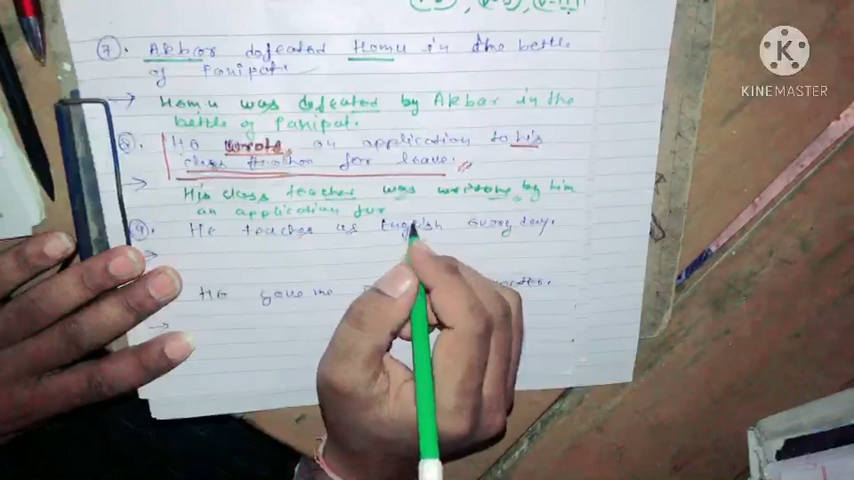 (7). Akbar defeated Hemu in the bettle
of Panipat.
→ Hemu was defeated by Akbar in the
bettle of Panipat.
(8). He wrote an application to his
class teacher for leave.
→ His class teacher was written by him
an application for
(9). He teaches us English Every day.
He gave me
K
KINEMASTER